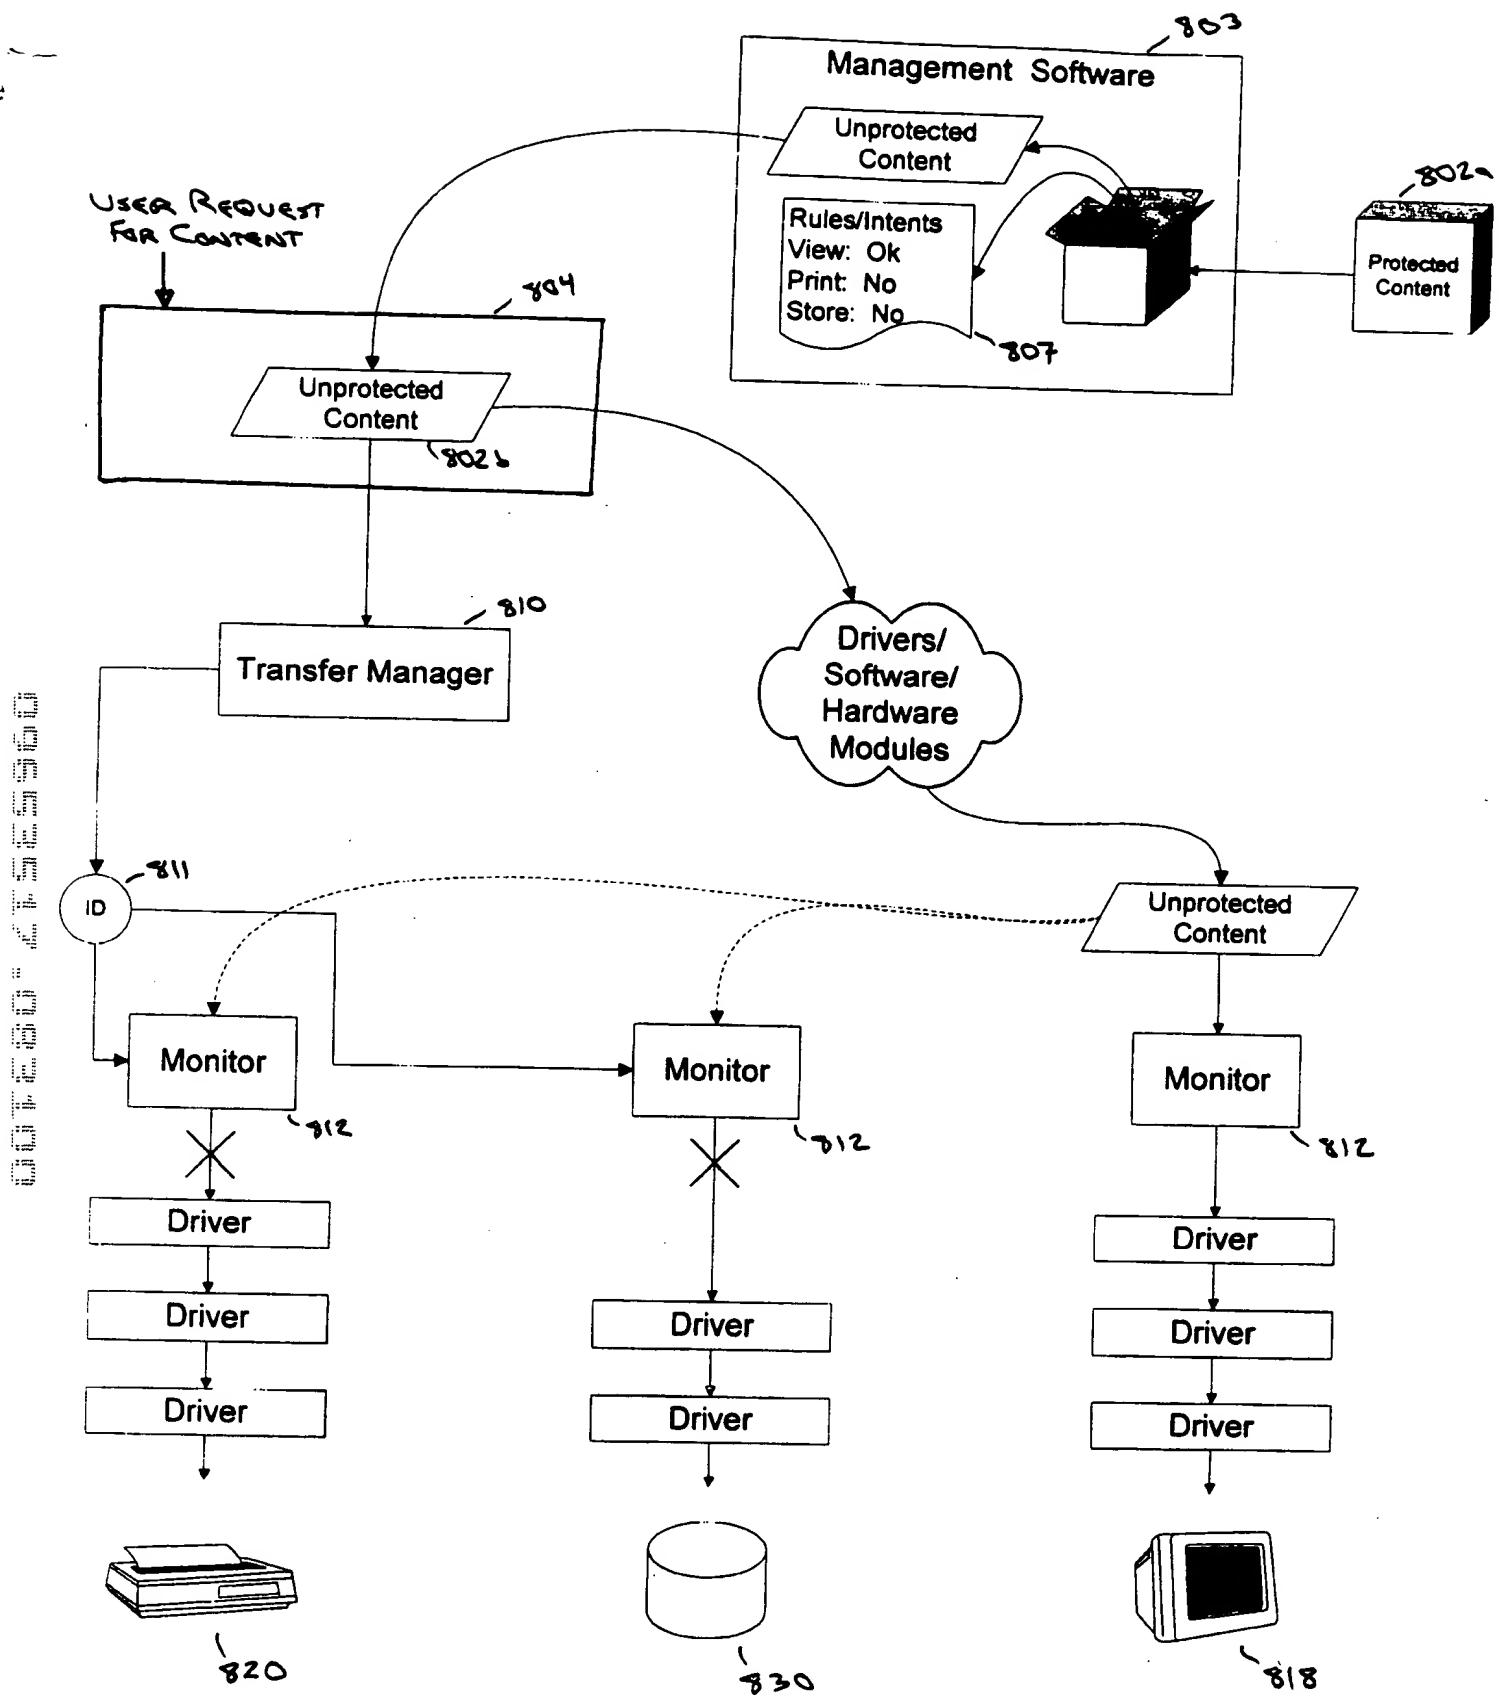 803
Management Software
Unprotected
Content
802a
USER REQUEST
FOR CONTENT
Rules/Intents
View: Ok
Print: No
Store: No
Protected
Content
804
807
Unprotected
Content
802b
810
Transfer Manager
Drivers/
Software/
Hardware
Modules
811
ID
Unprotected
Content
Monitor
Monitor
Monitor
812
812
812
Driver
Driver
Driver
Driver
Driver
Driver
Driver
Driver
820
830
818
09653517.083100